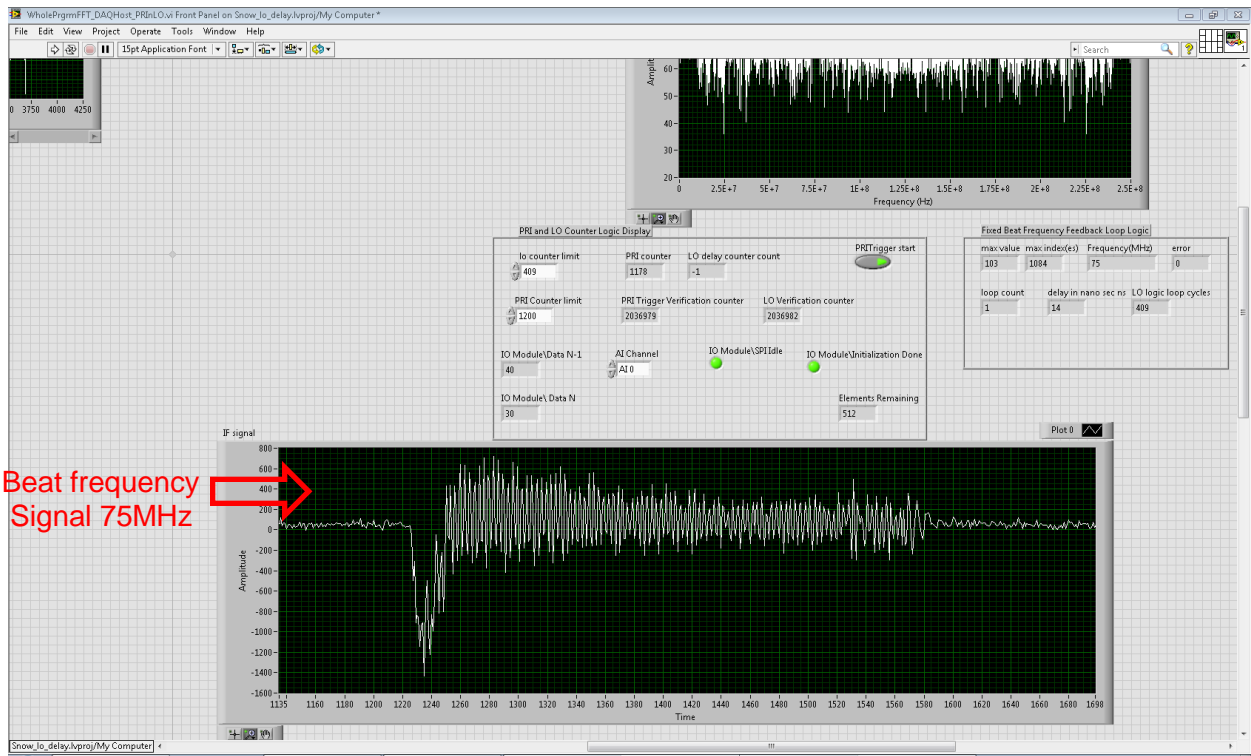 WholePrgrmFFT_DAQHost_PRInLO.vi Front Panel on Snow_lo_delay.lvproj/My Computer *
File Edit View Project Operate Tools Window Help
15pt Application Font
Search
0 3750 4000 4250
Amplit
60-
50-
40-
30-
20-
0 2.5E+7 5E+7 7.5E+7 1E+8 1.25E+8 1.5E+8 1.75E+8 2E+8 2.25E+8 2.5E+8
Frequency (Hz)
PRI and LO Counter Logic Display
lo counter limit PRI counter LO delay counter count PRITrigger start
409 1178 -1
PRI Counter limit PRI Trigger Verification counter LO Verification counter
1200 2036979 2036982
IO Module\Data N-1 AI Channel IO Module\SPI Idle IO Module\Initialization Done
40 AI 0
IO Module\ Data N Elements Remaining
30 512
Fixed Beat Frequency Feedback Loop Logic
max value max index(es) Frequency(MHz) error
103 1084 75 0
loop count delay in nano sec ns LO logic loop cycles
1 14 409
IF signal
Plot 0
Beat frequency
Signal 75MHz
Amplitude
800-
600-
400-
200-
0-
-200-
-400-
-600-
-800-
-1000-
-1200-
-1400-
-1600-
1135 1160 1180 1200 1220 1240 1260 1280 1300 1320 1340 1360 1380 1400 1420 1440 1460 1480 1500 1520 1540 1560 1580 1600 1620 1640 1660 1698
Time
Snow_lo_delay.lvproj/My Computer